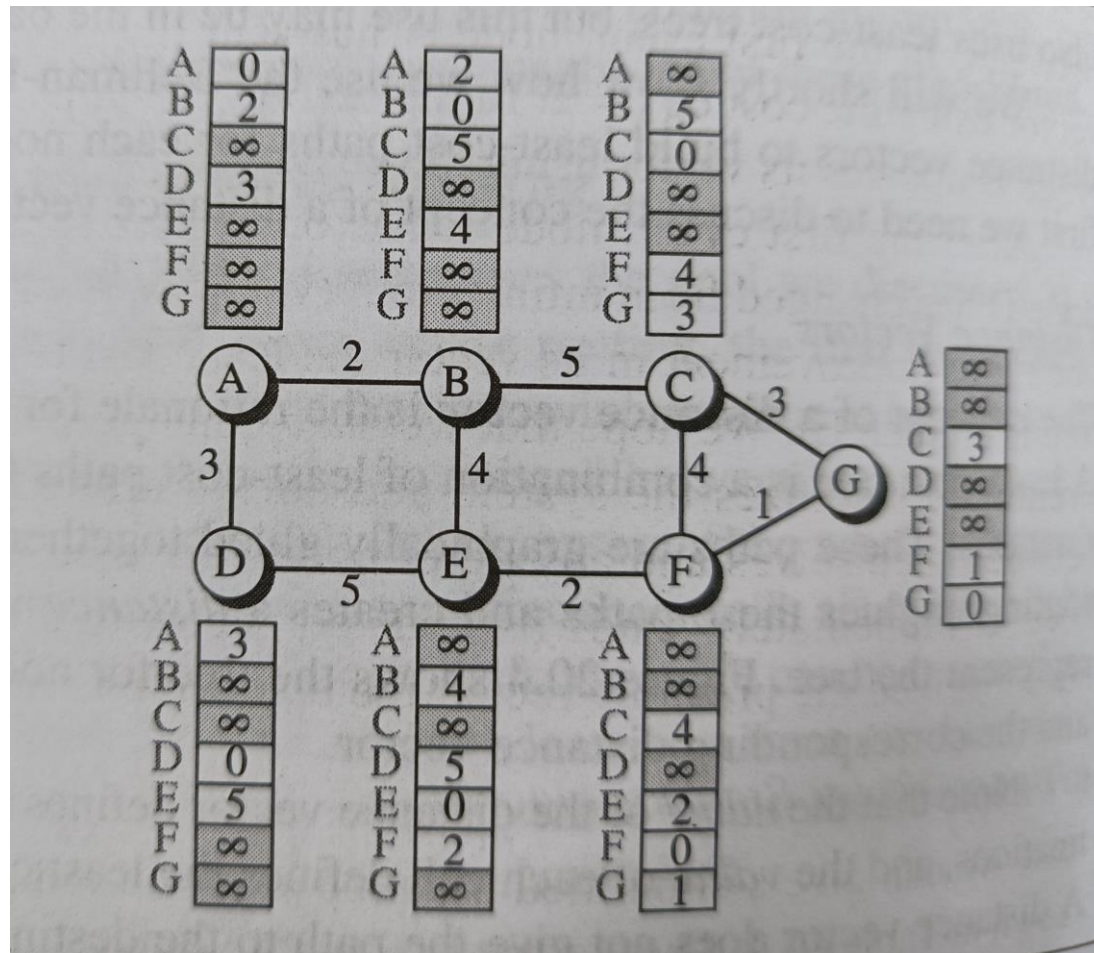 A 0
B 2
C ∞
D 3
E ∞
F ∞
G ∞
A 2
B 0
C 5
D ∞
E 4
F ∞
G ∞
A ∞
B 5
C 0
D ∞
E ∞
F 4
G 3
A 2 B 5 C 3
3 4 4 1 G
D 5 E 2 F
A ∞
B ∞
C 3
D ∞
E ∞
F 1
G 0
A 3
B ∞
C ∞
D 0
E 5
F ∞
G ∞
A ∞
B 4
C ∞
D 5
E 0
F 2
G ∞
A ∞
B ∞
C 4
D ∞
E 2
F 0
G 1